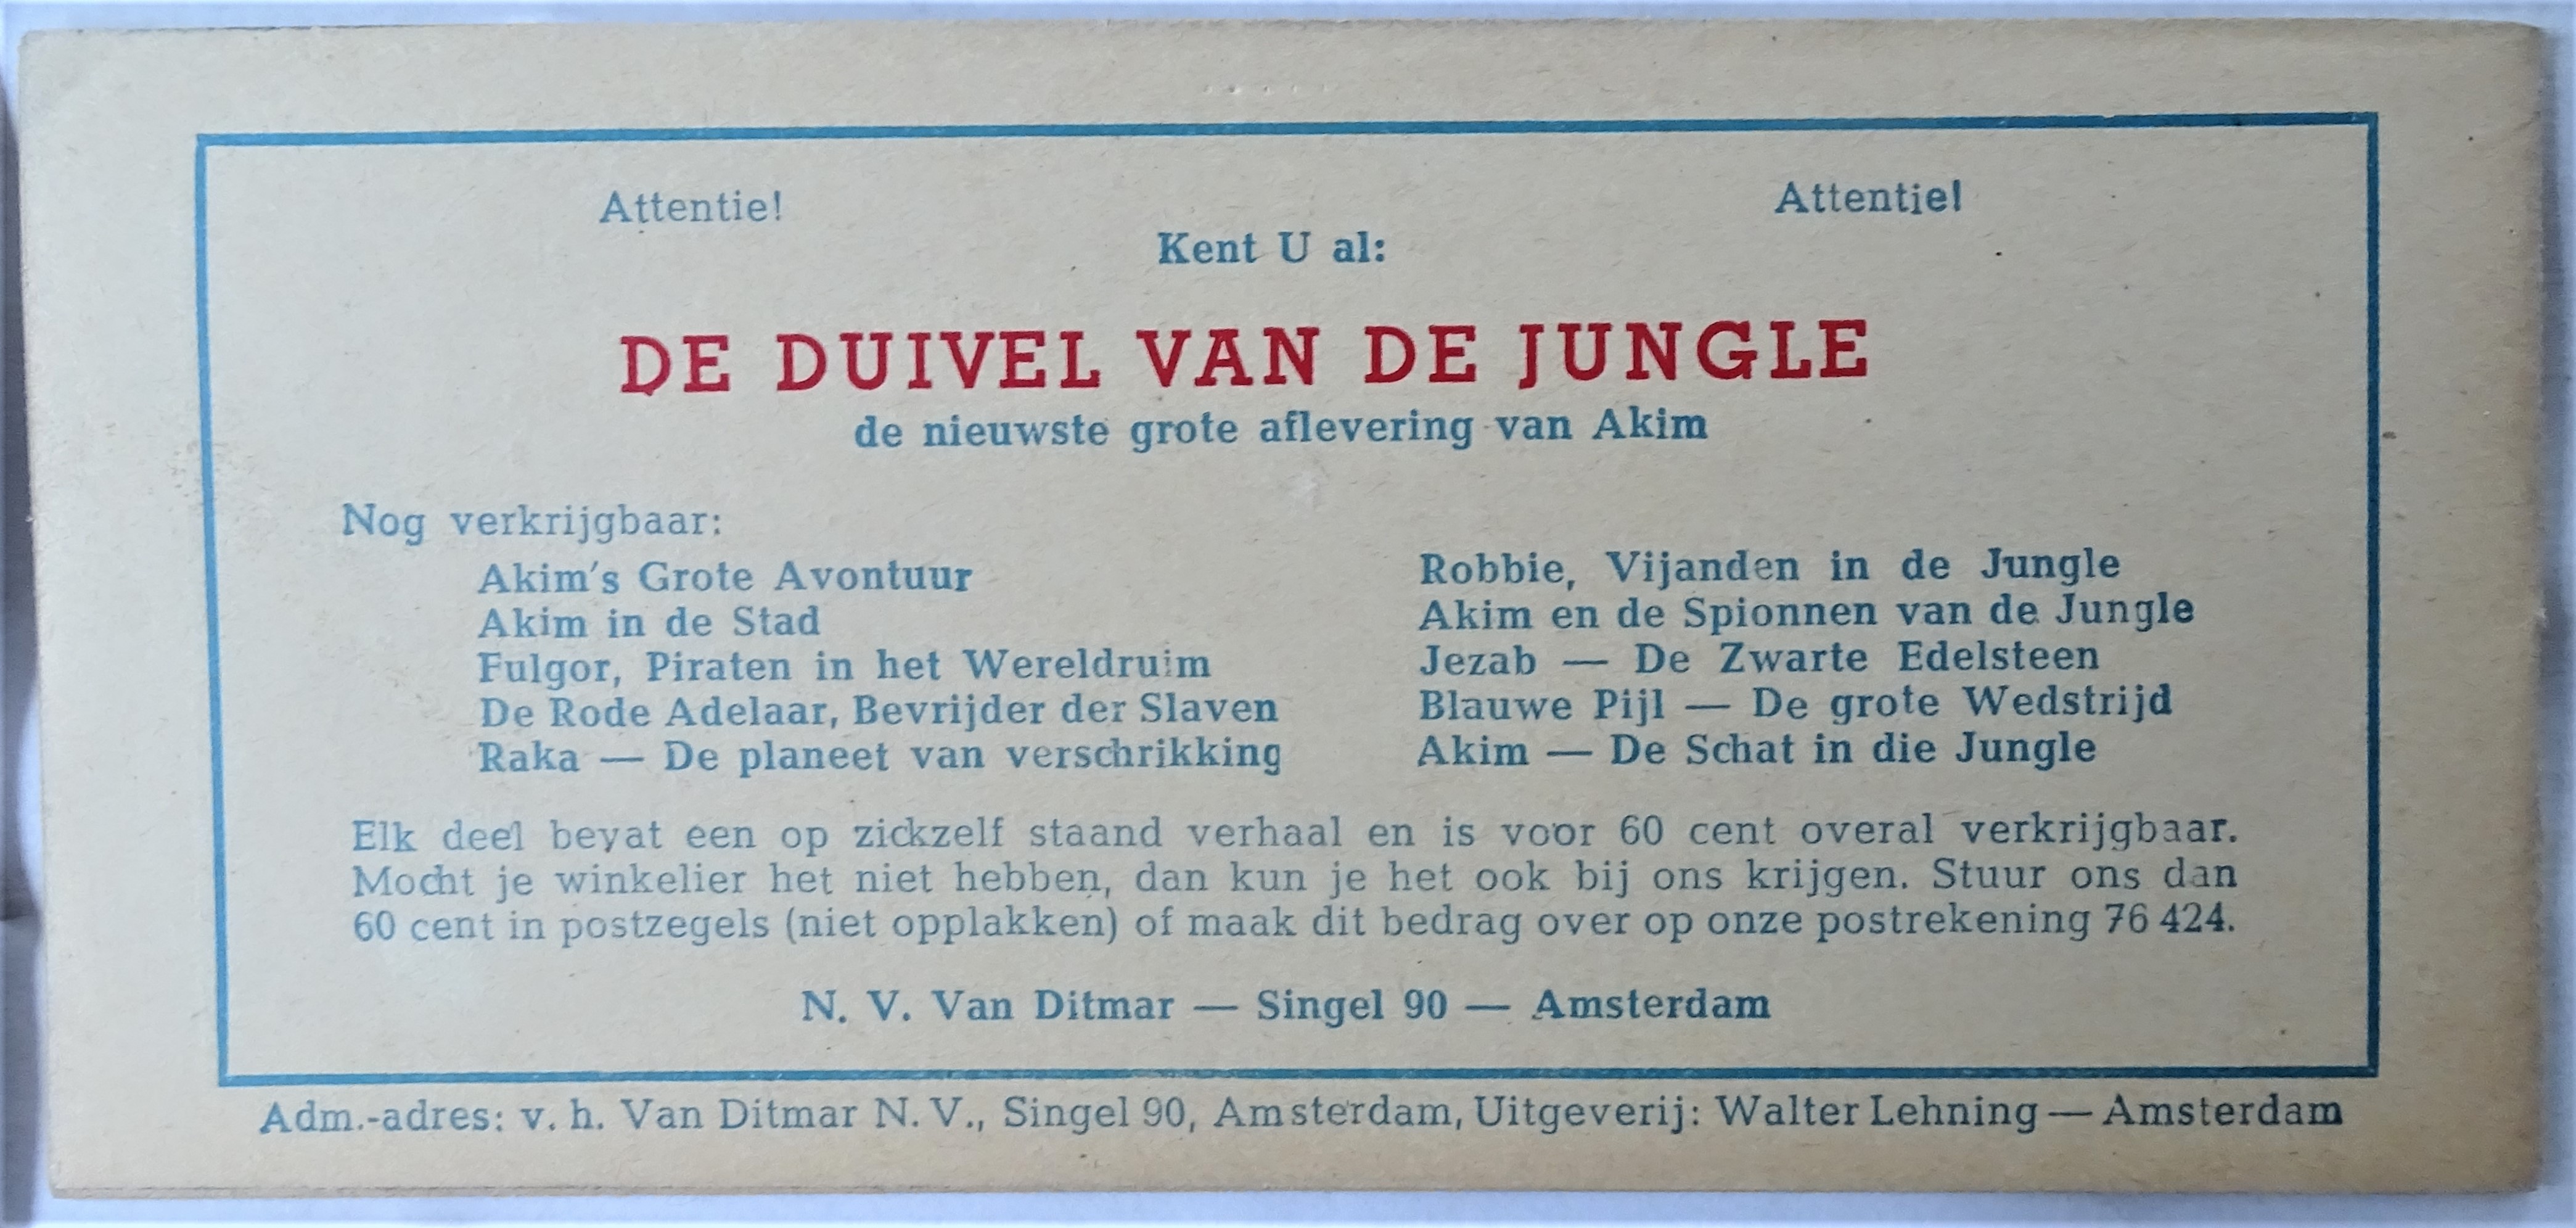 Attentie! Attentie!
Kent U al:
DE DUIVEL VAN DE JUNGLE
de nieuwste grote aflevering van Akim
Nog verkrijgbaar:
Akim's Grote Avontuur
Akim in de Stad
Fulgor, Piraten in het Wereldruim
De Rode Adelaar, Bevrijder der Slaven
Raka — De planeet van verschrikking
Robbie, Vijanden in de Jungle
Akim en de Spionnen van de Jungle
Jezab — De Zwarte Edelsteen
Blauwe Pijl — De grote Wedstrijd
Akim — De Schat in die Jungle
Elk deel bevat een op zickzelf staand verhaal en is voor 60 cent overal verkrijgbaar.
Mocht je winkelier het niet hebben, dan kun je het ook bij ons krijgen. Stuur ons dan
60 cent in postzegels (niet opplakken) of maak dit bedrag over op onze postrekening 76 424.
N. V. Van Ditmar — Singel 90 — Amsterdam
Adm.-adres: v. h. Van Ditmar N. V., Singel 90, Amsterdam, Uitgeverij: Walter Lehning — Amsterdam